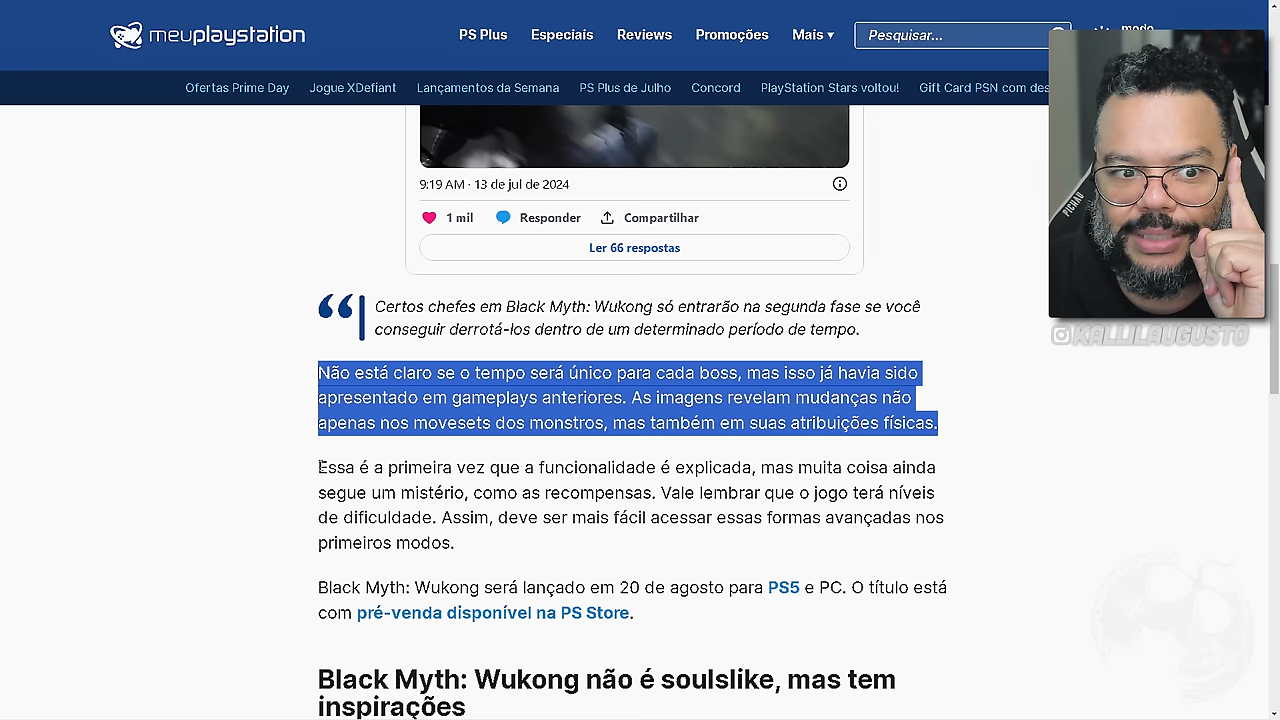 meuplaystation
PS Plus Especiais Reviews Promoções Mais ▾ Pesquisar... modo
Ofertas Prime Day Jogue XDefiant Lançamentos da Semana PS Plus de Julho Concord PlayStation Stars voltou! Gift Card PSN com des
9:19 AM · 13 de jul de 2024
1 mil Responder Compartilhar
Ler 66 respostas
Certos chefes em Black Myth: Wukong só entrarão na segunda fase se você
conseguir derrotá-los dentro de um determinado período de tempo.
Não está claro se o tempo será único para cada boss, mas isso já havia sido
apresentado em gameplays anteriores. As imagens revelam mudanças não
apenas nos movesets dos monstros, mas também em suas atribuições físicas.
Essa é a primeira vez que a funcionalidade é explicada, mas muita coisa ainda
segue um mistério, como as recompensas. Vale lembrar que o jogo terá níveis
de dificuldade. Assim, deve ser mais fácil acessar essas formas avançadas nos
primeiros modos.
Black Myth: Wukong será lançado em 20 de agosto para PS5 e PC. O título está
com pré-venda disponível na PS Store.
Black Myth: Wukong não é soulslike, mas tem
inspirações
PICHAU
KALLILAUGUSTO